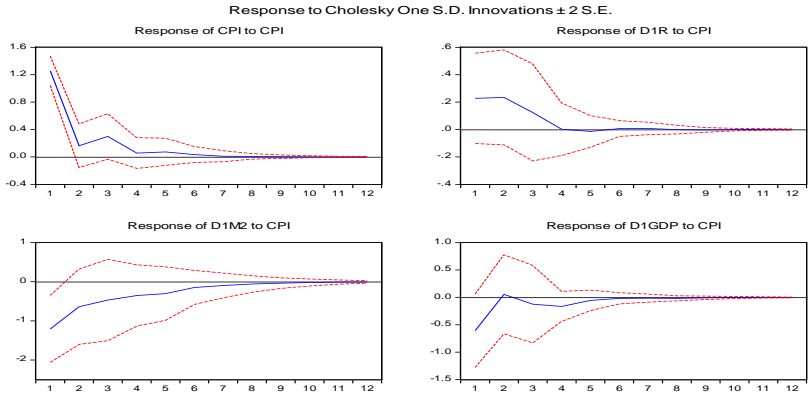 Response to Cholesky One S.D. Innovations ± 2 S.E.
Response of CPI to CPI
1.6
1.2
0.8
0.4
0.0
-0.4
1 2 3 4 5 6 7 8 9 10 11 12
Response of D1R to CPI
.6
.4
.2
.0
-.2
-.4
1 2 3 4 5 6 7 8 9 10 11 12
Response of D1M2 to CPI
1
0
-1
-2
1 2 3 4 5 6 7 8 9 10 11 12
Response of D1GDP to CPI
1.0
0.5
0.0
-0.5
-1.0
-1.5
1 2 3 4 5 6 7 8 9 10 11 12